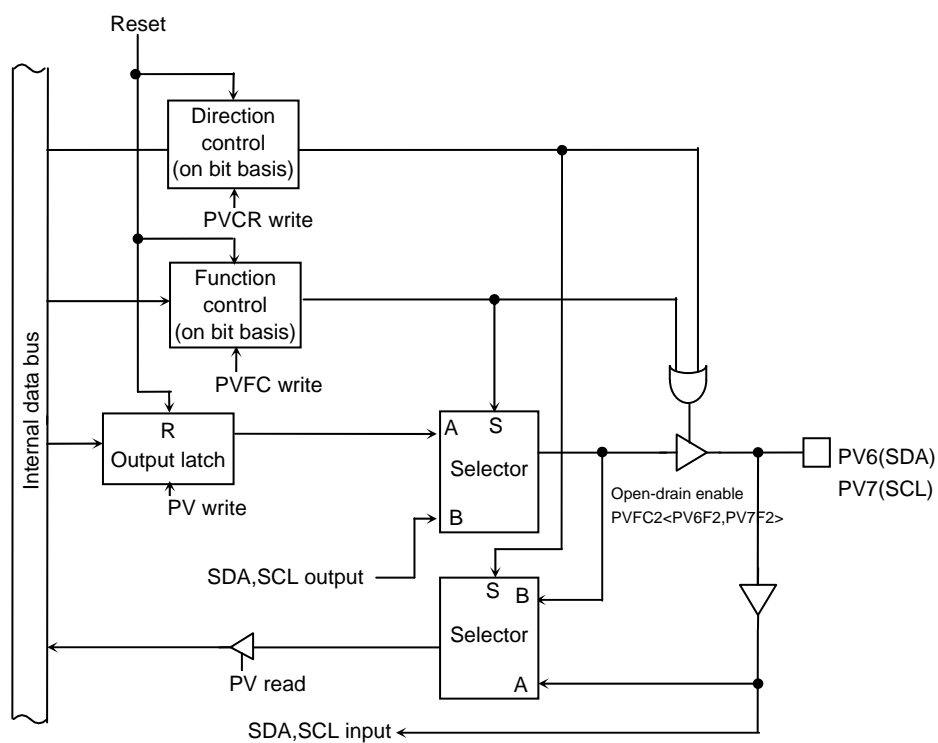 Reset
Direction
control
(on bit basis)
PVCR write
Function
control
(on bit basis)
PVFC write
Internal data bus
R
Output latch
PV write
A
S
Selector
B
PV6(SDA)
PV7(SCL)
Open-drain enable
PVFC2<PV6F2,PV7F2>
SDA,SCL output
S
B
Selector
A
PV read
SDA,SCL input